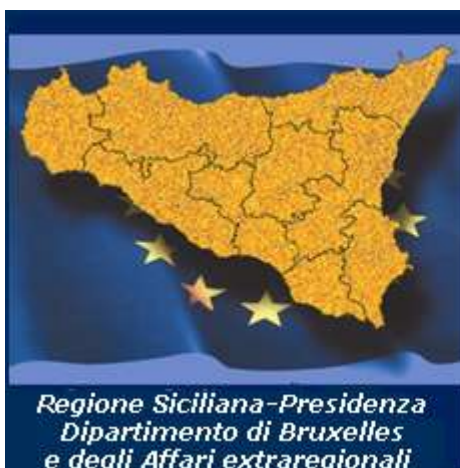 Regione Siciliana-Presidenza
Dipartimento di Bruxelles
e degli Affari extraregionali